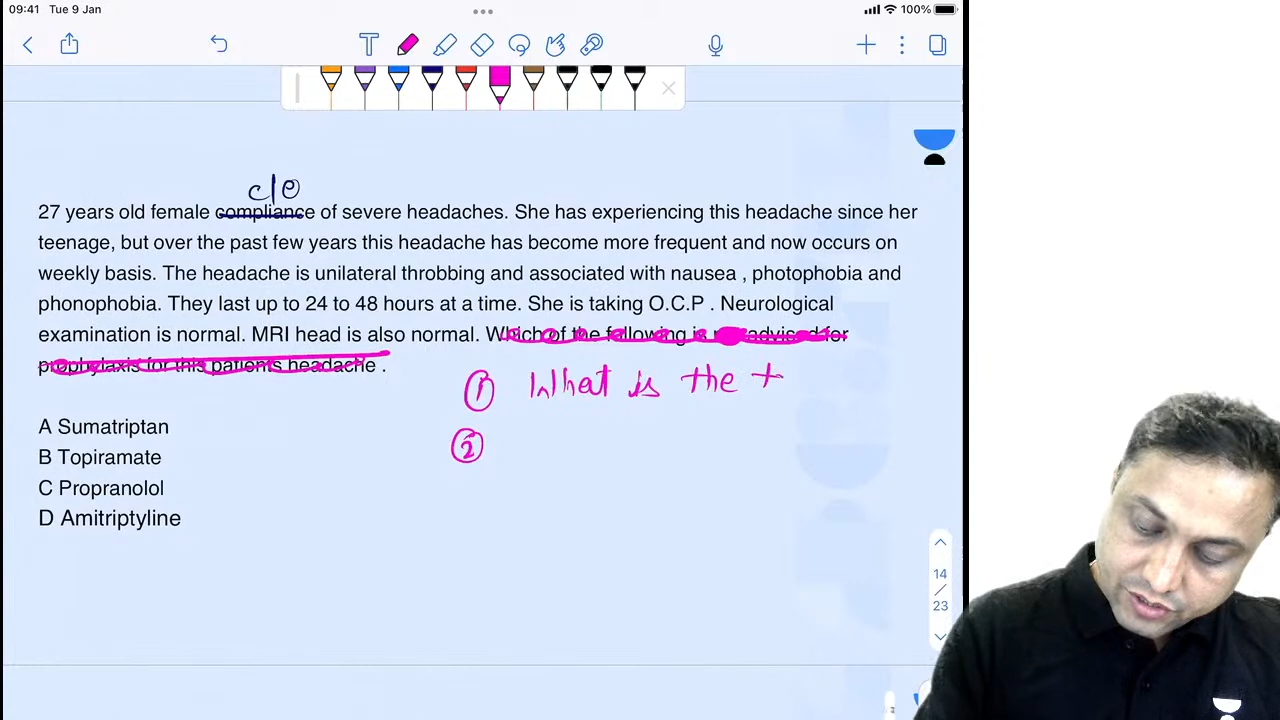 09:41 Tue 9 Jan
100%
T
c/o
27 years old female compliance of severe headaches. She has experiencing this headache since her
teenage, but over the past few years this headache has become more frequent and now occurs on
weekly basis. The headache is unilateral throbbing and associated with nausea , photophobia and
phonophobia. They last up to 24 to 48 hours at a time. She is taking O.C.P . Neurological
examination is normal. MRI head is also normal. Which of the following is advised for
prophylaxis for this patients headache .
① What is the t
②
A Sumatriptan
B Topiramate
C Propranolol
D Amitriptyline
14
/
23